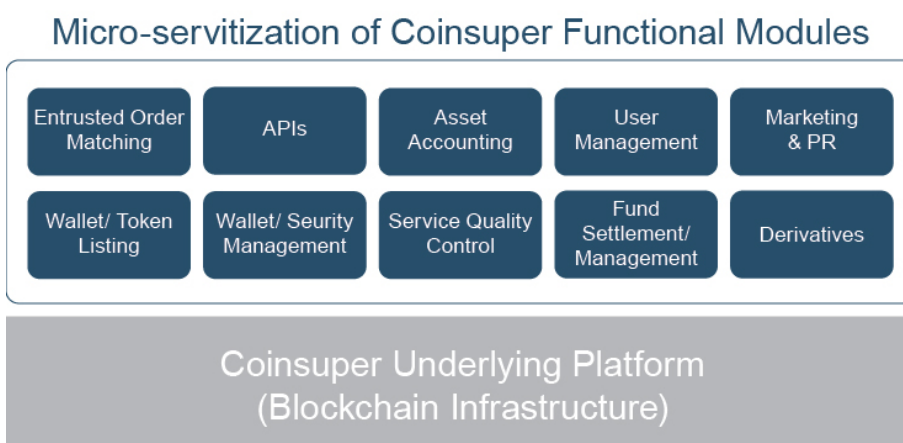 Micro-servitization of Coinsuper Functional Modules
Entrusted Order
Matching
APIs
Asset
Accounting
User
Management
Marketing
& PR
Wallet/ Token
Listing
Wallet/ Seurity
Management
Service Quality
Control
Fund
Settlement/
Management
Derivatives
Coinsuper Underlying Platform
(Blockchain Infrastructure)